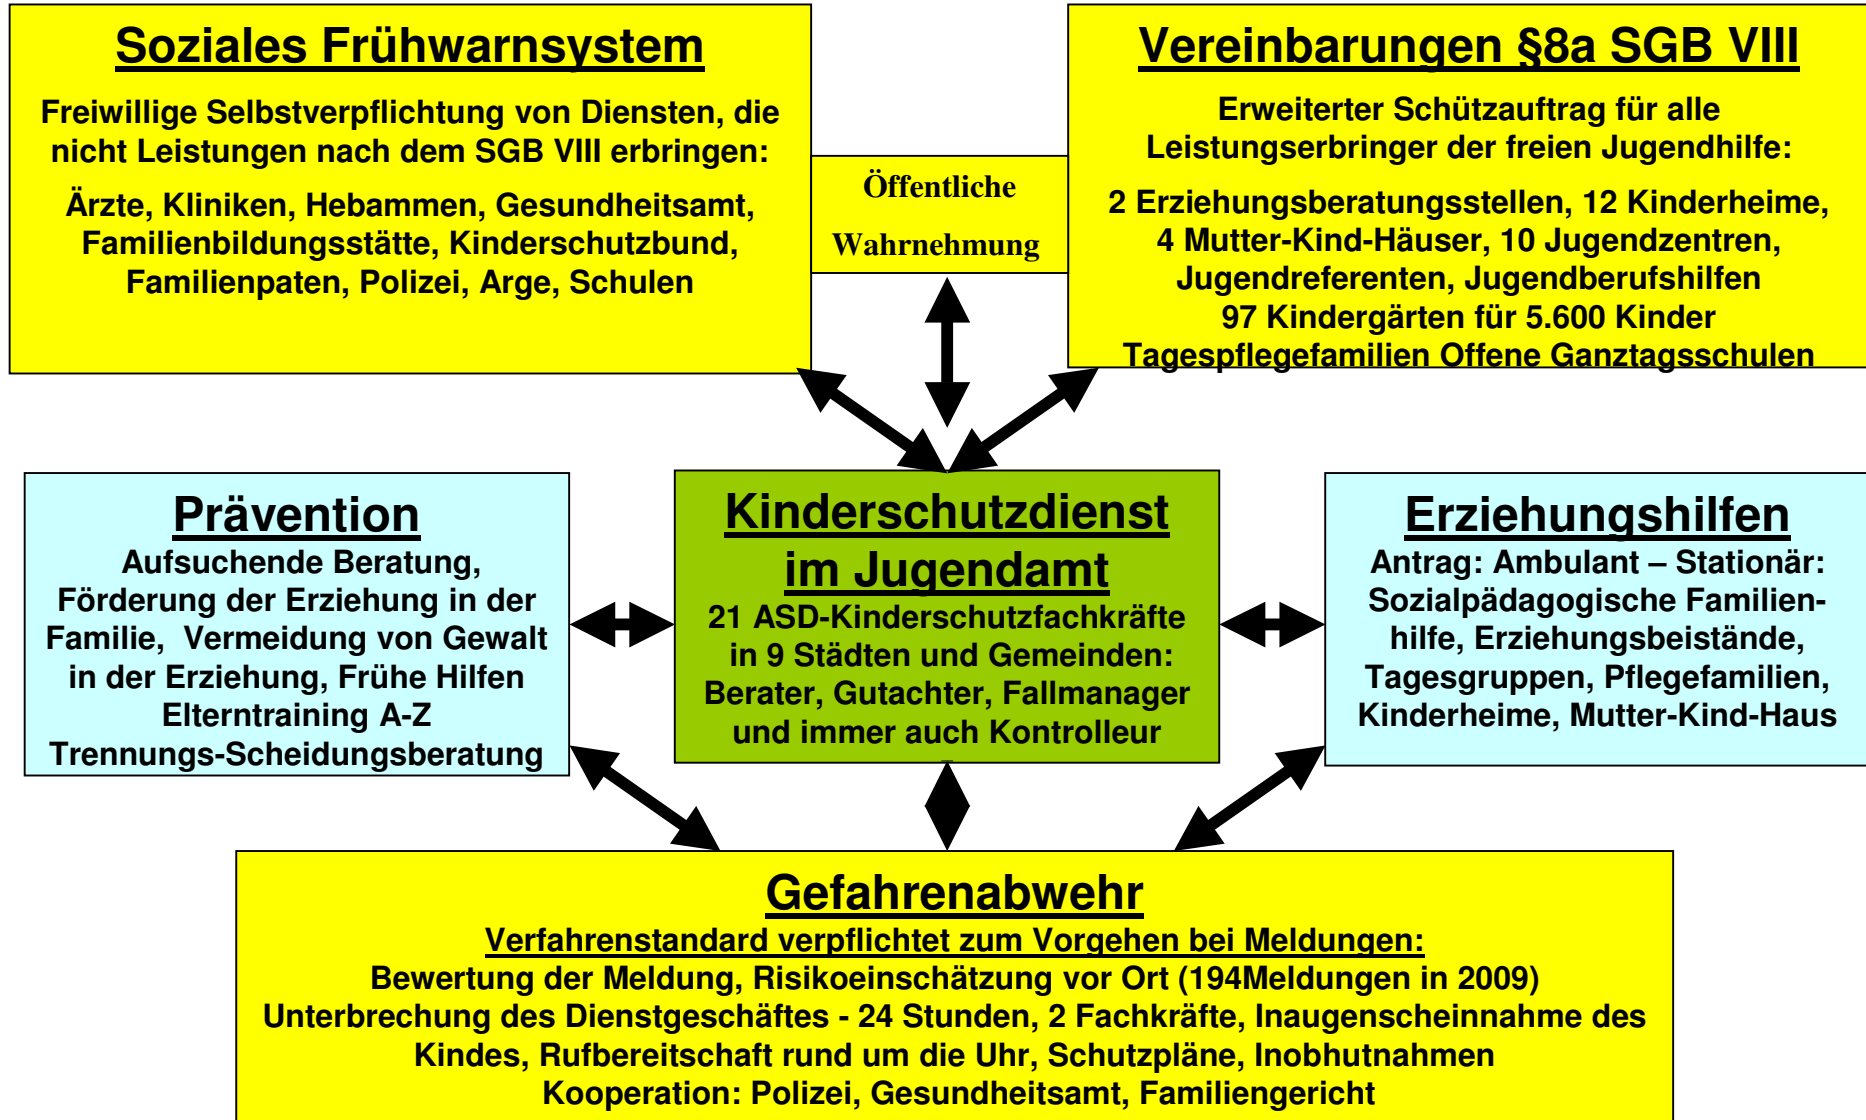 Soziales Frühwarnsystem
Freiwillige Selbstverpflichtung von Diensten, die
nicht Leistungen nach dem SGB VIII erbringen:
Ärzte, Kliniken, Hebammen, Gesundheitsamt,
Familienbildungsstätte, Kinderschutzbund,
Familienpaten, Polizei, Arge, Schulen
Öffentliche
Wahrnehmung
Vereinbarungen §8a SGB VIII
Erweiterter Schützauftrag für alle
Leistungserbringer der freien Jugendhilfe:
2 Erziehungsberatungsstellen, 12 Kinderheime,
4 Mutter-Kind-Häuser, 10 Jugendzentren,
Jugendreferenten, Jugendberufshilfen
97 Kindergärten für 5.600 Kinder
Tagespflegefamilien Offene Ganztagsschulen
Prävention
Aufsuchende Beratung,
Förderung der Erziehung in der
Familie, Vermeidung von Gewalt
in der Erziehung, Frühe Hilfen
Elterntraining A-Z
Trennungs-Scheidungsberatung
Kinderschutzdienst
im Jugendamt
21 ASD-Kinderschutzfachkräfte
in 9 Städten und Gemeinden:
Berater, Gutachter, Fallmanager
und immer auch Kontrolleur
Erziehungshilfen
Antrag: Ambulant – Stationär:
Sozialpädagogische Familien-
hilfe, Erziehungsbeistände,
Tagesgruppen, Pflegefamilien,
Kinderheime, Mutter-Kind-Haus
Gefahrenabwehr
Verfahrenstandard verpflichtet zum Vorgehen bei Meldungen:
Bewertung der Meldung, Risikoeinschätzung vor Ort (194Meldungen in 2009)
Unterbrechung des Dienstgeschäftes - 24 Stunden, 2 Fachkräfte, Inaugenscheinnahme des
Kindes, Rufbereitschaft rund um die Uhr, Schutzpläne, Inobhutnahmen
Kooperation: Polizei, Gesundheitsamt, Familiengericht